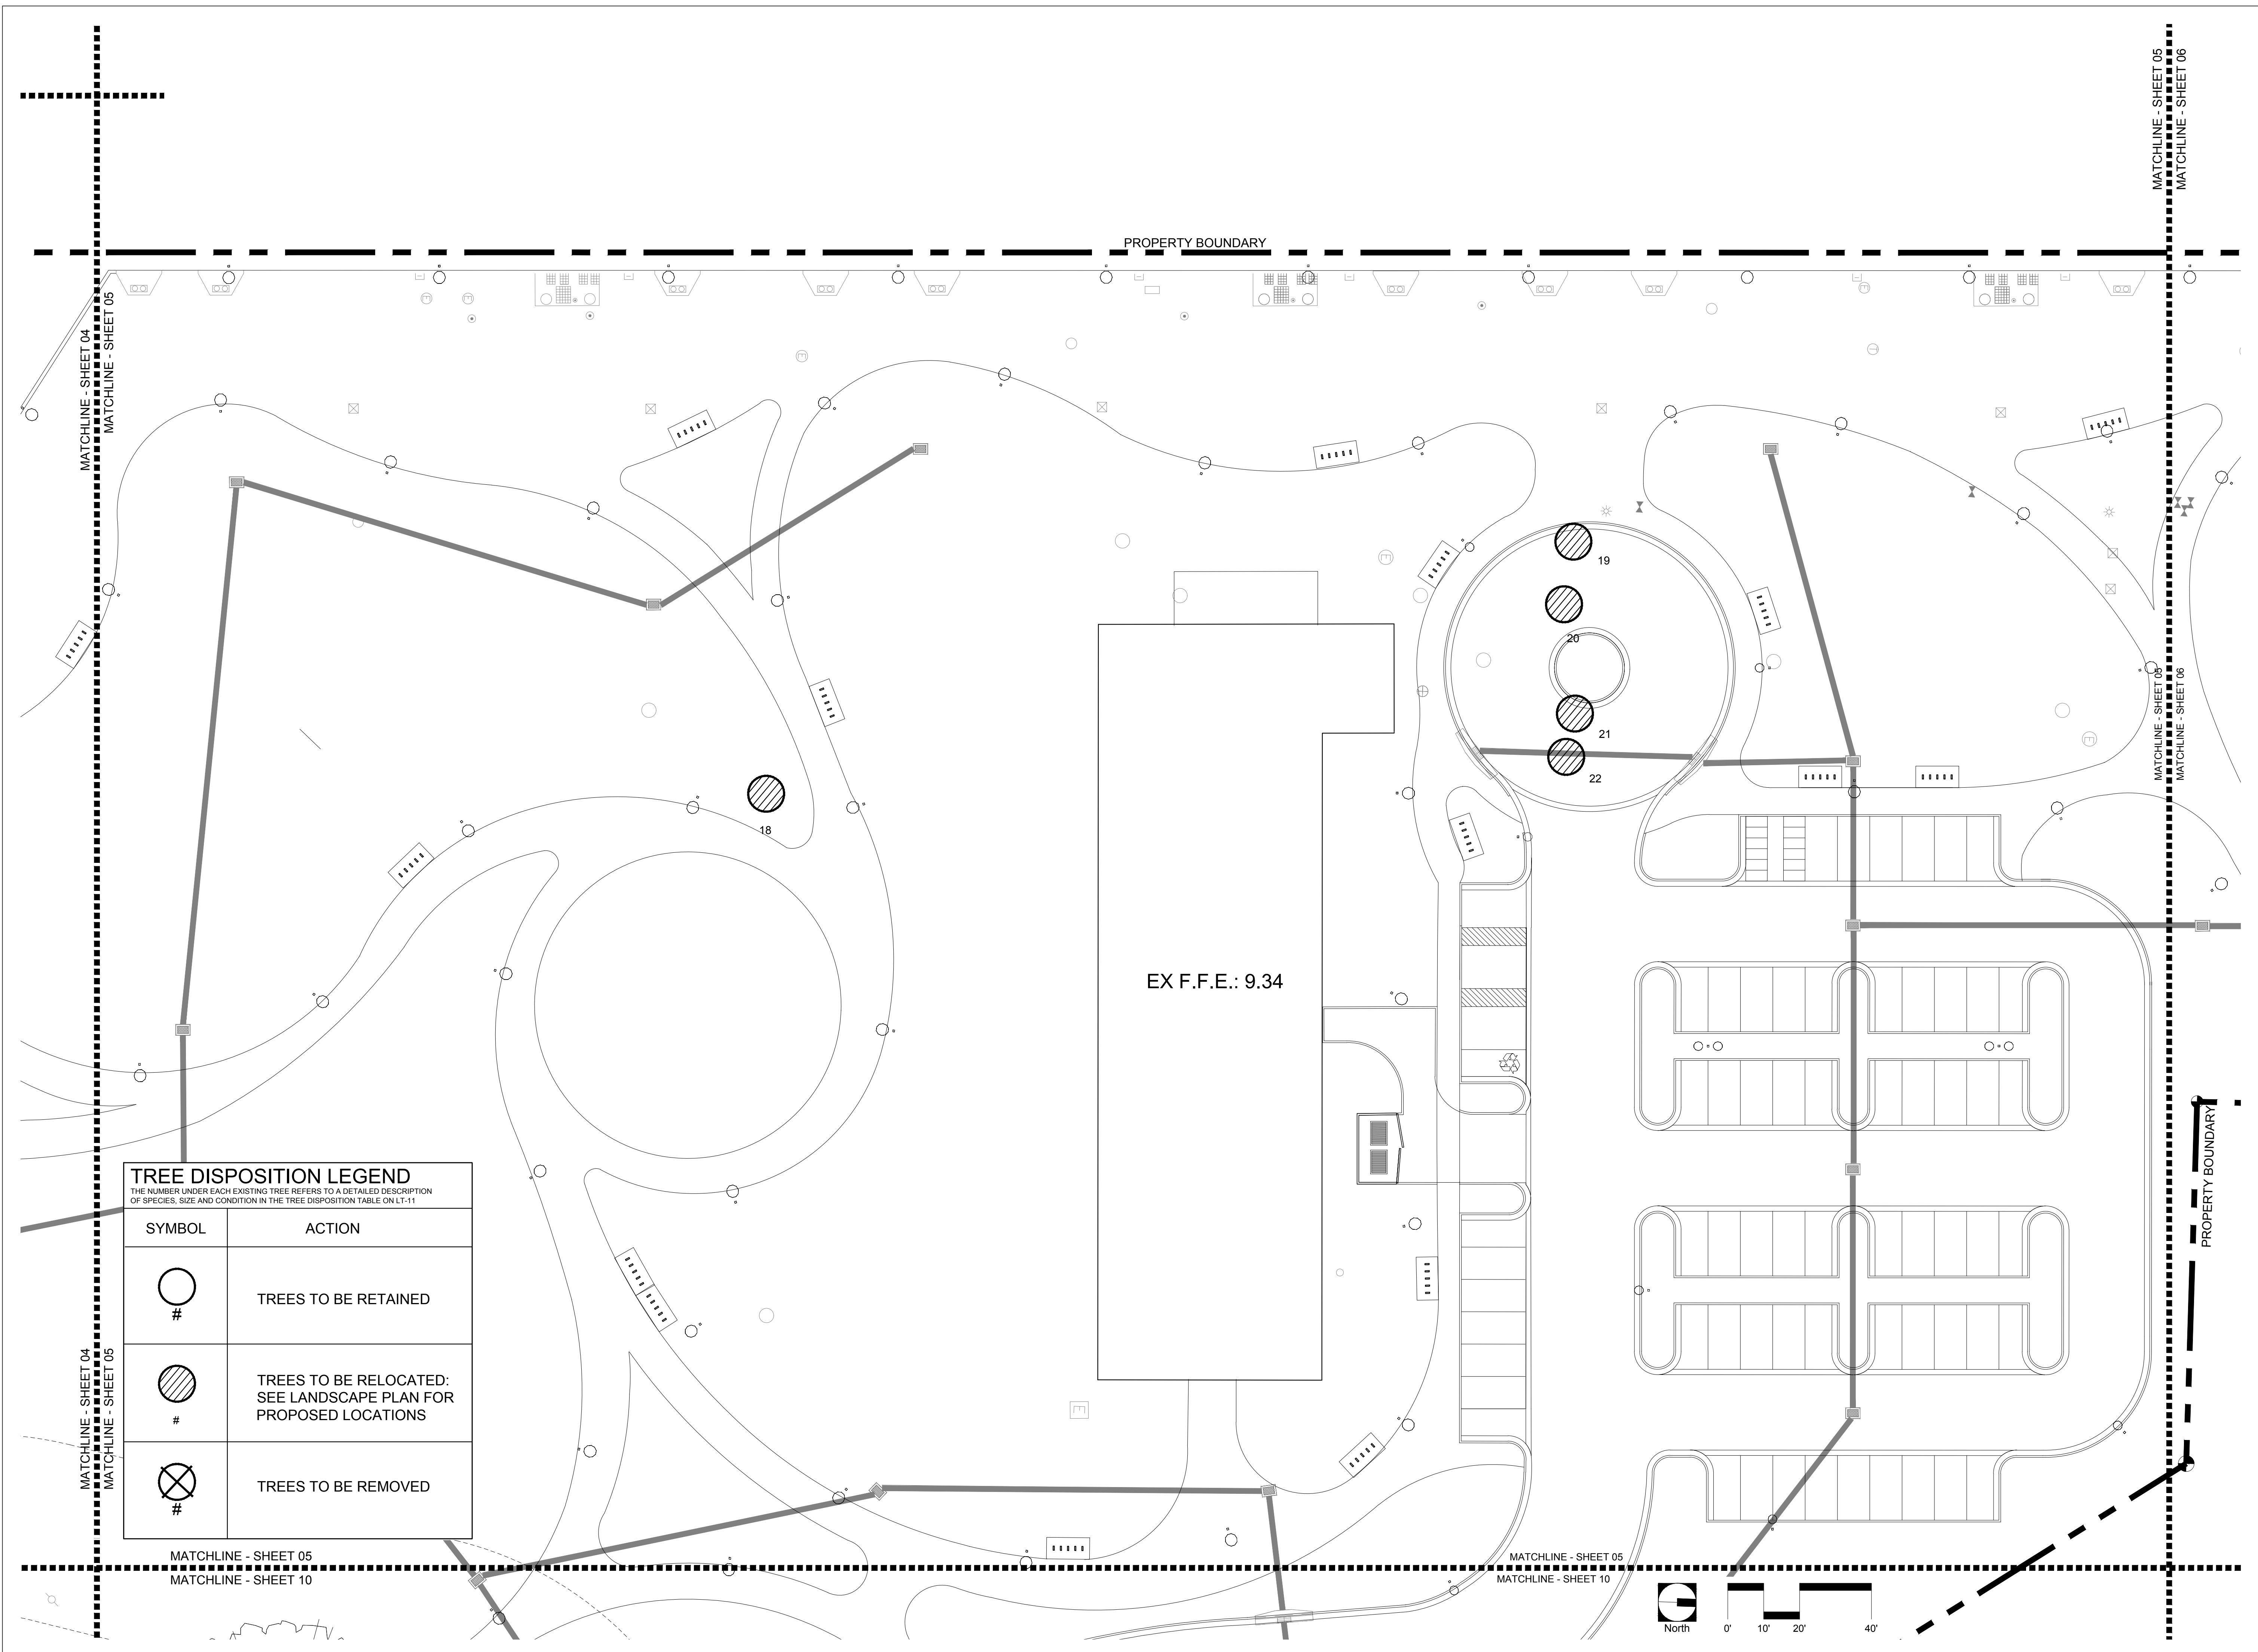 MATCHLINE - SHEET 05
MATCHLINE - SHEET 06
PROPERTY BOUNDARY
MATCHLINE - SHEET 04
MATCHLINE - SHEET 05
19
20
21
22
18
MATCHLINE - SHEET 05
MATCHLINE - SHEET 06
EX F.F.E.: 9.34
PROPERTY BOUNDARY
TREE DISPOSITION LEGEND
THE NUMBER UNDER EACH EXISTING TREE REFERS TO A DETAILED DESCRIPTION
OF SPECIES, SIZE AND CONDITION IN THE TREE DISPOSITION TABLE ON LT-11
SYMBOL ACTION
# TREES TO BE RETAINED
TREES TO BE RELOCATED:
SEE LANDSCAPE PLAN FOR
# PROPOSED LOCATIONS
# TREES TO BE REMOVED
MATCHLINE - SHEET 04
MATCHLINE - SHEET 05
MATCHLINE - SHEET 05
MATCHLINE - SHEET 10
MATCHLINE - SHEET 05
MATCHLINE - SHEET 10
North 0' 10' 20' 40'